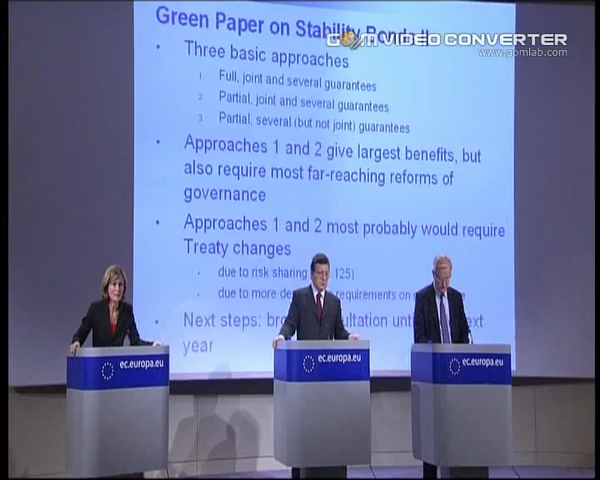 Green Paper on Stability
GOM VIDEO CONVERTER
www.gomlab.com
• Three basic approaches
1. Full, joint and several guarantees
2. Partial, joint and several guarantees
3. Partial, several (but not joint) guarantees
• Approaches 1 and 2 give largest benefits, but
also require most far-reaching reforms of
governance
• Approaches 1 and 2 most probably would require
Treaty changes
• due to risk sharing 125)
• due to more requirements on
• Next steps:
year
ec.europa.eu
ec.europa.eu
ec.europa.eu